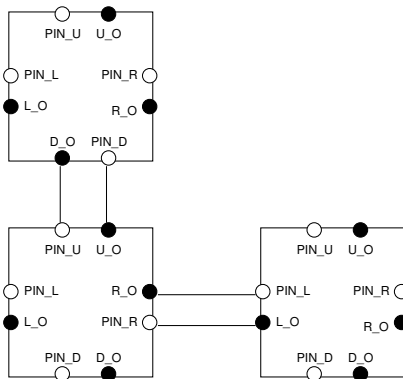 PIN_U U_O
PIN_L PIN_R
L_O R_O
D_O PIN_D
PIN_U U_O
PIN_L R_O
L_O PIN_R
PIN_D D_O
PIN_U U_O
PIN_L PIN_R
L_O R_O
PIN_D D_O